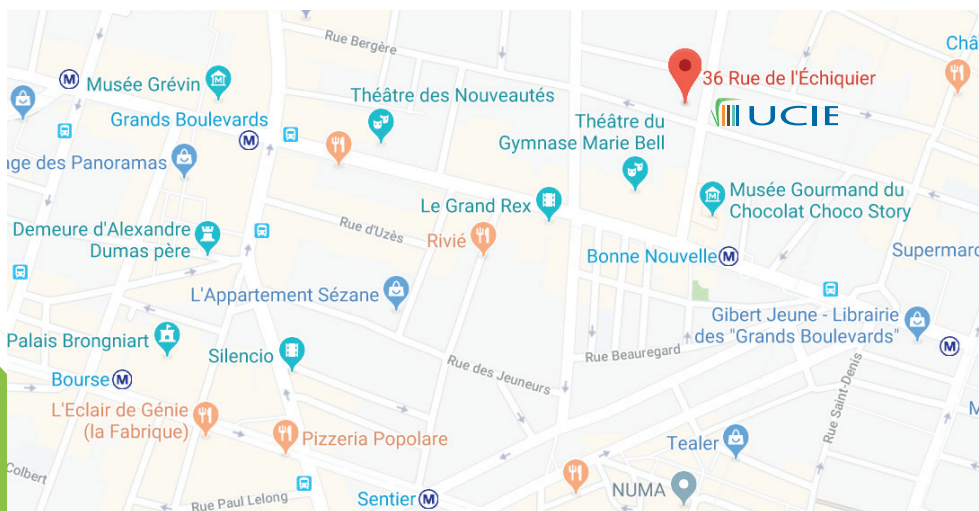 Rue Bergère
Châ
36 Rue de l'Échiquier
Musée Grévin
UCIE
Théâtre des Nouveautés
Grands Boulevards
Théâtre du
Gymnase Marie Bell
age des Panoramas
Musée Gourmand du
Chocolat Choco Story
Le Grand Rex
Demeure d'Alexandre
Dumas père
Rue d'Uzès
Rivié
Bonne Nouvelle
Supermarc
L'Appartement Sézane
Gibert Jeune - Librairie
des "Grands Boulevards"
Palais Brongniart
Silencio
Rue des Jeuneurs
Rue Beauregard
Bourse
Rue Saint-Denis
L'Eclair de Génie
(la Fabrique)
Pizzeria Popolare
Tealer
M
Colbert
NUMA
Rue Paul Lelong
Sentier